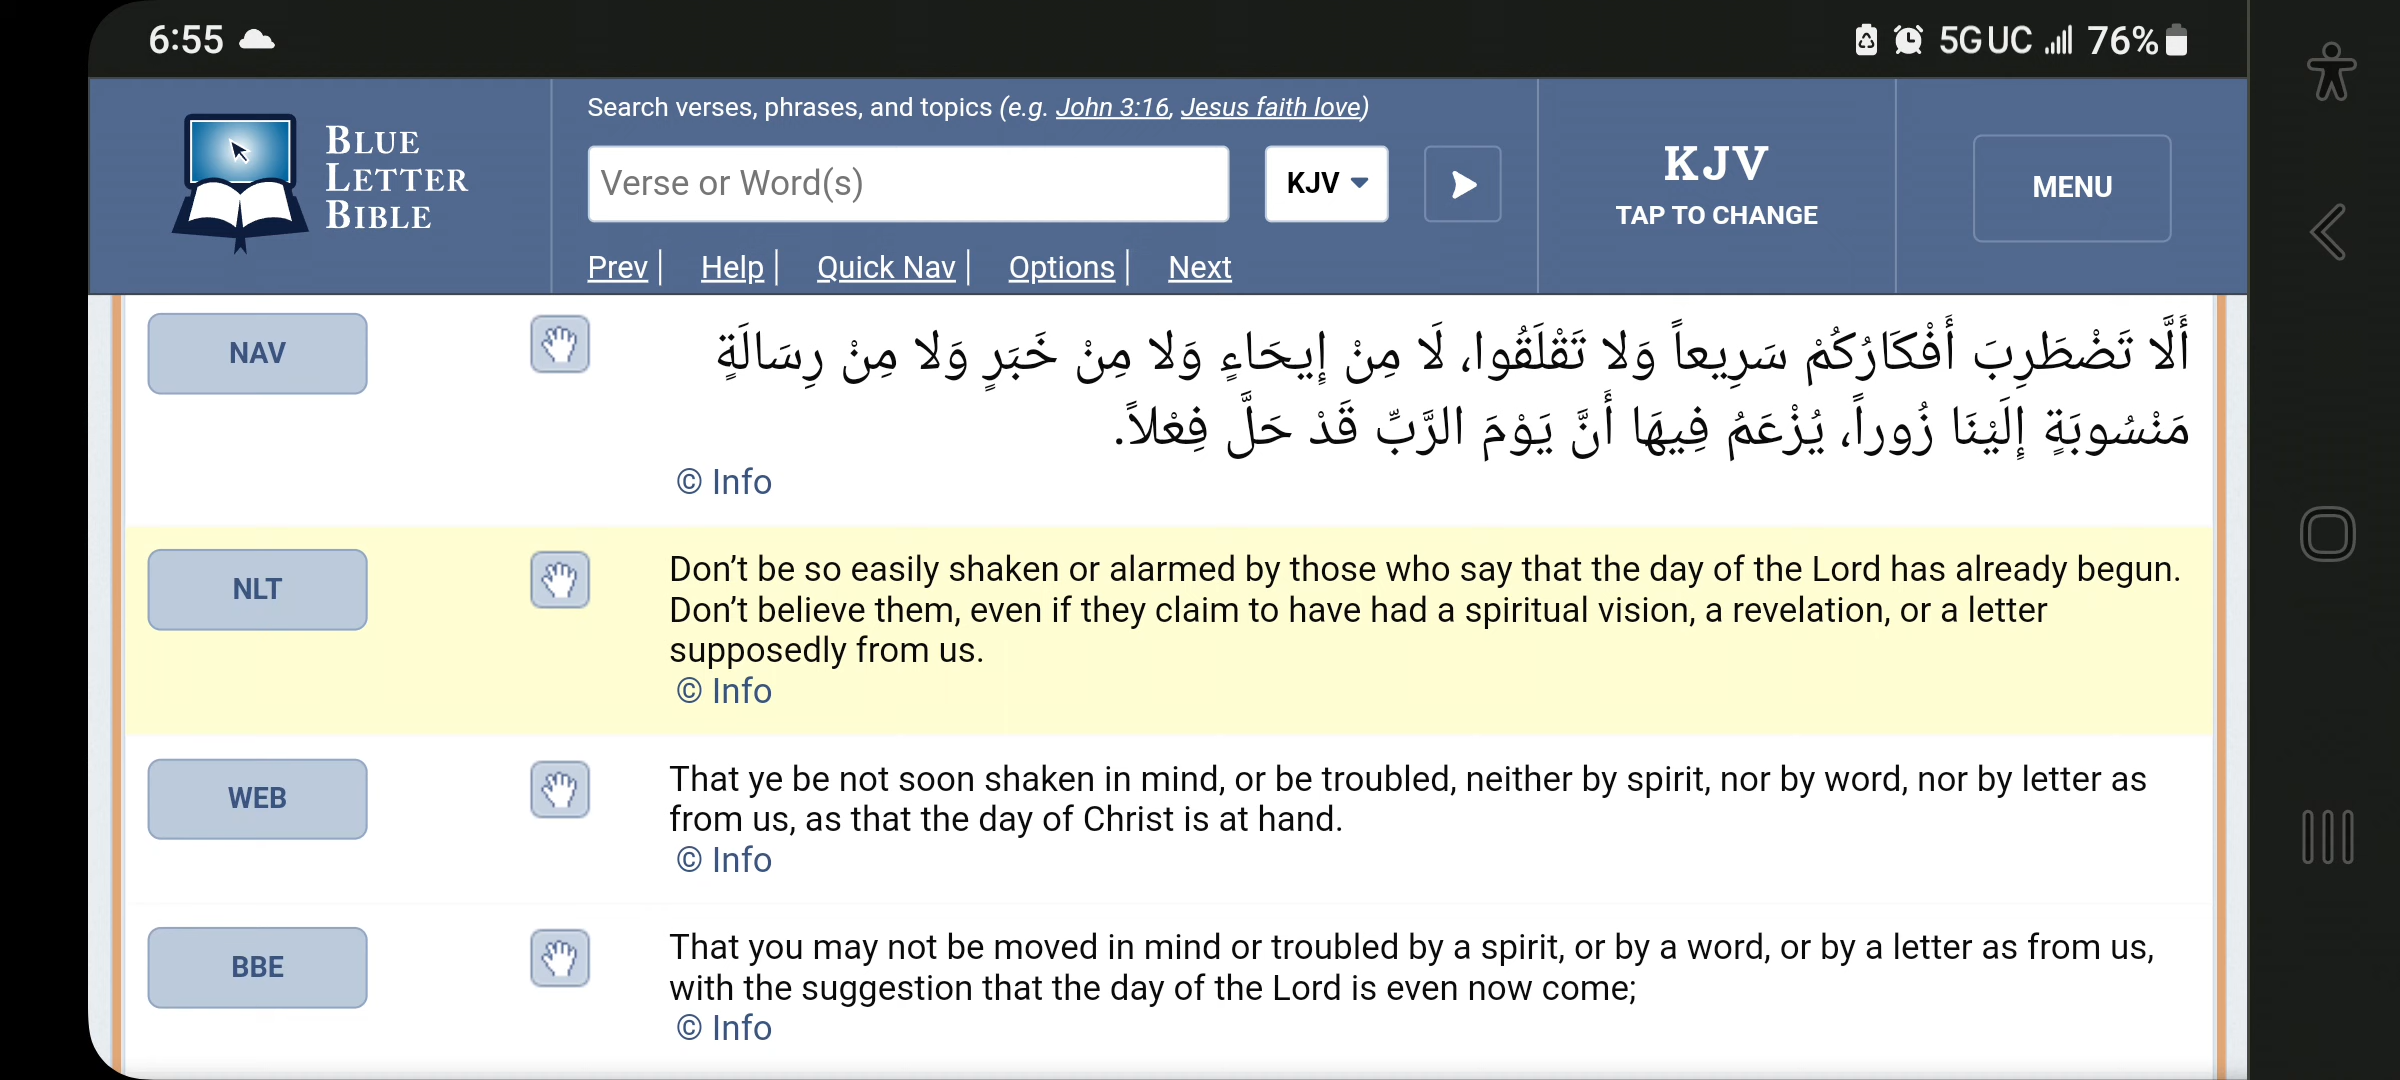 6:55
5G UC 76%
BLUE
LETTER
BIBLE
Search verses, phrases, and topics (e.g. John 3:16, Jesus faith love)
Verse or Word(s)
KJV
Prev | Help | Quick Nav | Options | Next
KJV
TAP TO CHANGE
MENU
NAV
أَلَّا تَضْطَرِبَ أَفْكَارُكُمْ سَرِيعاً وَلا تَقْلَقُوا، لَا مِنْ إِيحَاءٍ وَلا مِنْ خَبَرٍ وَلا مِنْ رِسَالَةٍ
مَنْسُوبَةٍ إِلَيْنَا زُوراً، يُزْعَمُ فِيهَا أَنَّ يَوْمَ الرَّبِّ قَدْ حَلَّ فِعْلاً.
© Info
NLT
Don’t be so easily shaken or alarmed by those who say that the day of the Lord has already begun.
Don’t believe them, even if they claim to have had a spiritual vision, a revelation, or a letter
supposedly from us.
© Info
WEB
That ye be not soon shaken in mind, or be troubled, neither by spirit, nor by word, nor by letter as
from us, as that the day of Christ is at hand.
© Info
BBE
That you may not be moved in mind or troubled by a spirit, or by a word, or by a letter as from us,
with the suggestion that the day of the Lord is even now come;
© Info